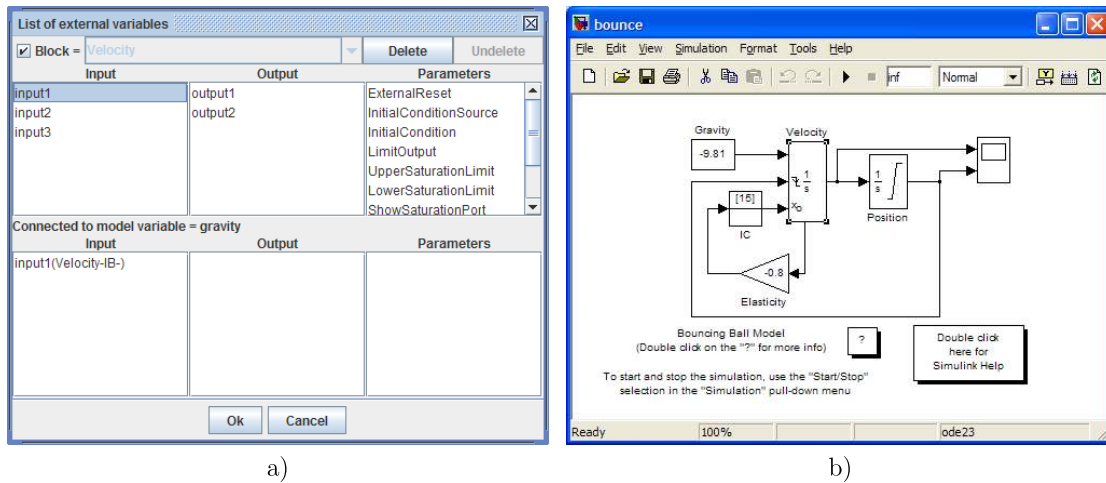 List of external variables
Block = Velocity Delete Undelete
Input Output Parameters
input1 output1 ExternalReset
input2 output2 InitialConditionSource
input3 InitialCondition
LimitOutput
UpperSaturationLimit
LowerSaturationLimit
ShowSaturationPort
Connected to model variable = gravity
Input Output Parameters
input1(Velocity-IB-)
Ok Cancel
a)
bounce
File Edit View Simulation Format Tools Help
inf Normal
Gravity Velocity
-9.81
1
s
1
s
[15]
xo
Position
IC
-0.8
Elasticity
Bouncing Ball Model
(Double click on the "?" for more info)
?
Double click
here for
Simulink Help
To start and stop the simulation, use the "Start/Stop"
selection in the "Simulation" pull-down menu
Ready 100% ode23
b)